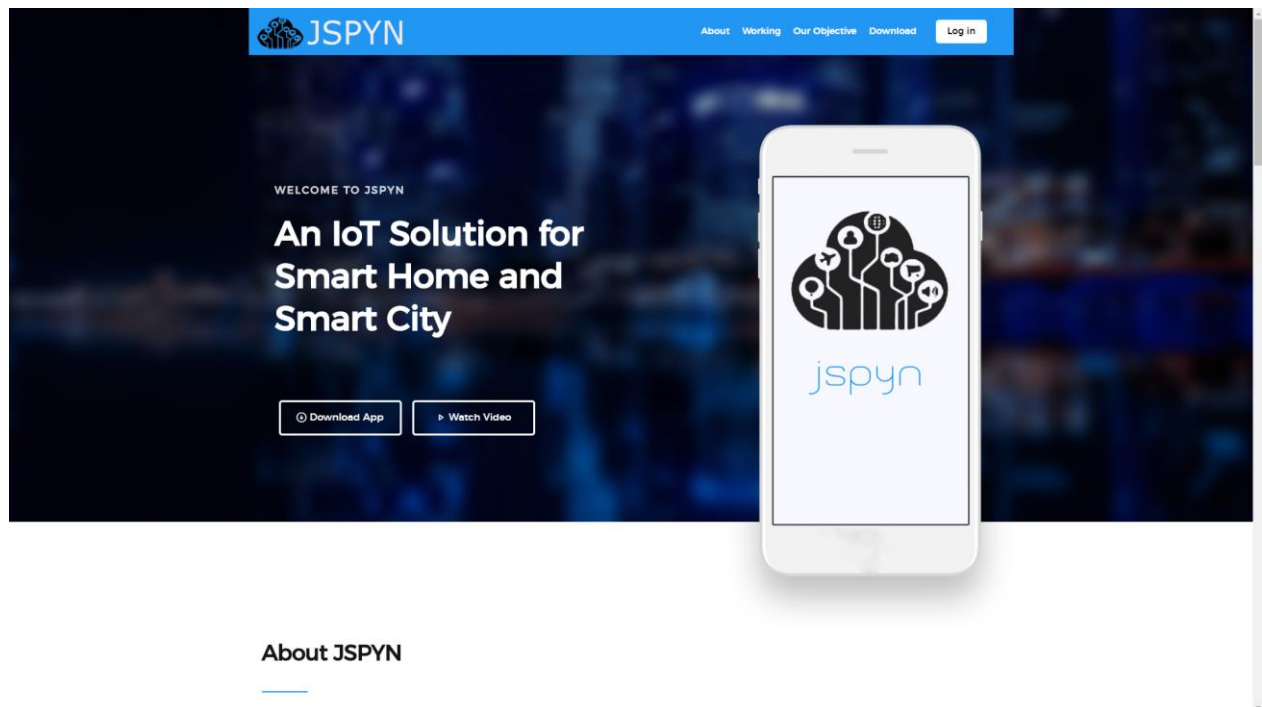 JSPYN
About Working Our Objective Download Log in
WELCOME TO JSPYN
An IoT Solution for
Smart Home and
Smart City
Download App Watch Video
jspyn
About JSPYN